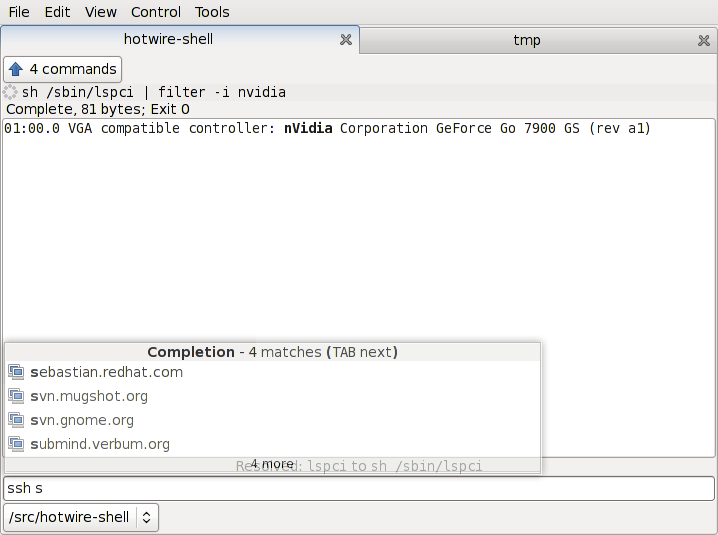 File Edit View Control Tools
hotwire-shell tmp
4 commands
sh /sbin/lspci | filter -i nvidia
Complete, 81 bytes; Exit 0
01:00.0 VGA compatible controller: nVidia Corporation GeForce Go 7900 GS (rev a1)
Completion - 4 matches (TAB next)
sebastian.redhat.com
svn.mugshot.org
svn.gnome.org
submind.verbum.org
4 more
Resolved: lspci to sh /sbin/lspci
ssh s
/src/hotwire-shell